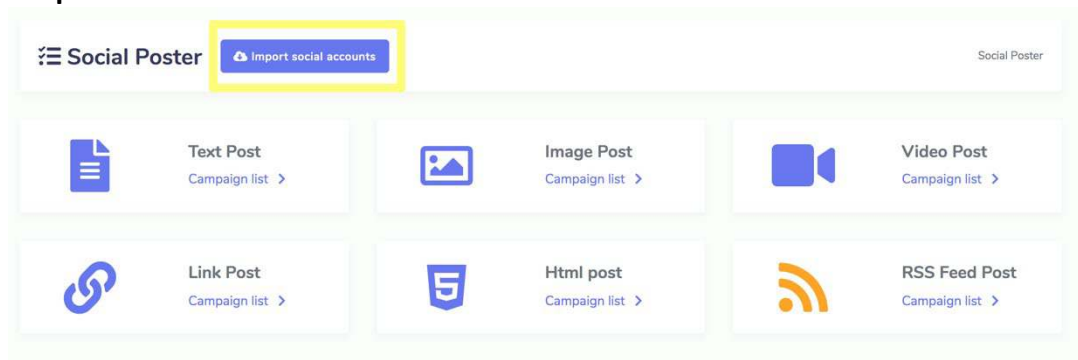 Social Poster
Import social accounts
Social Poster
Text Post
Campaign list
Image Post
Campaign list
Video Post
Campaign list
Link Post
Campaign list
5
Html post
Campaign list
RSS Feed Post
Campaign list